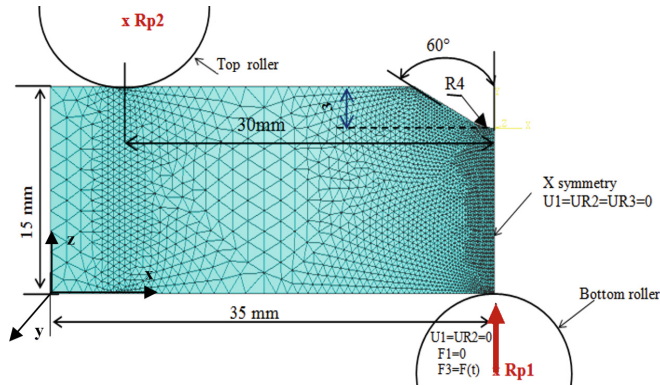 x Rp2
Top roller
60°
R4
3
30mm
15 mm
X symmetry
U1=UR2=UR3=0
z
x
y
35 mm
Bottom roller
U1=UR2=0
F1=0
F3=F(t)
x Rp1